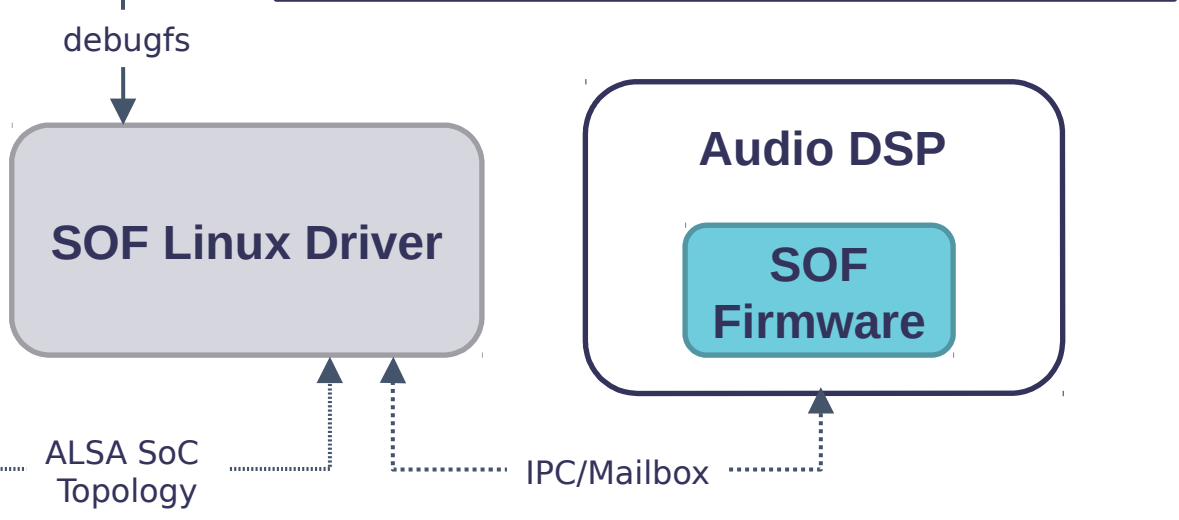 debugfs
Audio DSP
SOF Linux Driver
SOF
Firmware
ALSA SoC
Topology
IPC/Mailbox